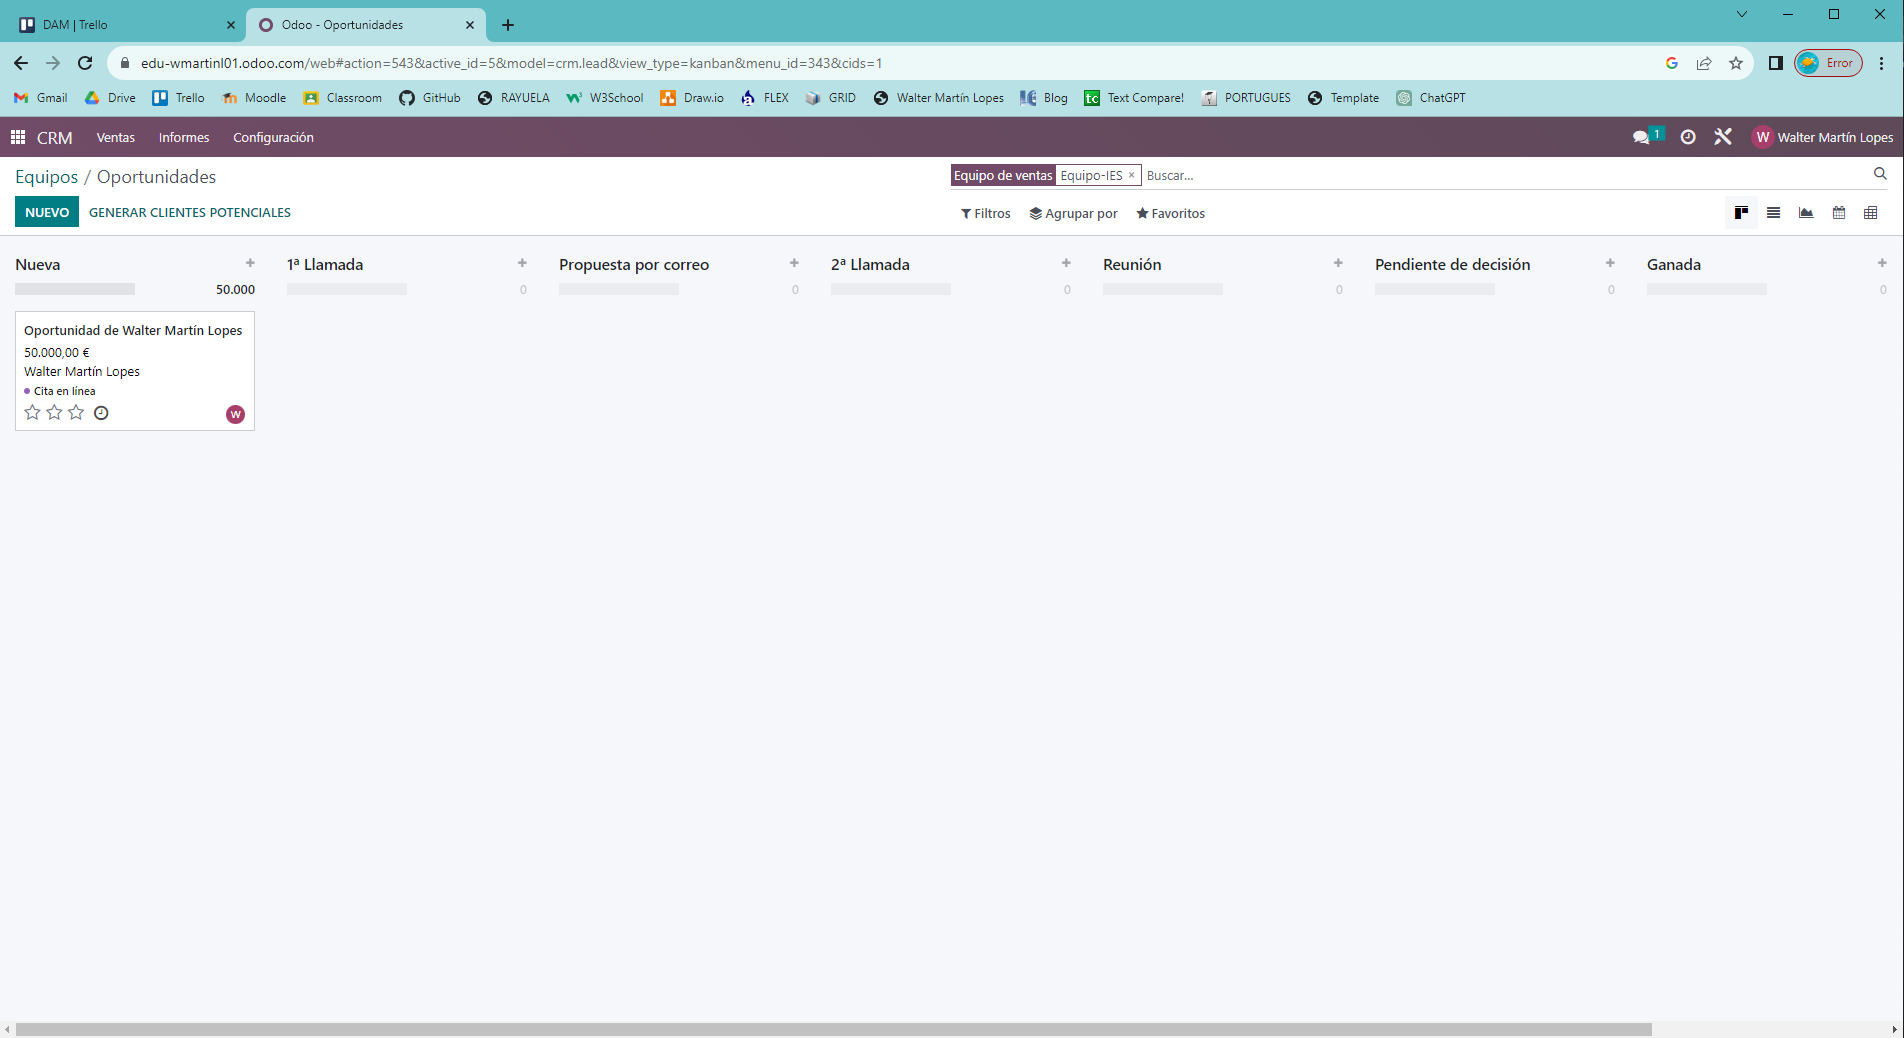 DAM | Trello
Odoo - Oportunidades
edu-wmartinl01.odoo.com/web#action=543&active_id=5&model=crm.lead&view_type=kanban&menu_id=343&cids=1
Error
Gmail Drive Trello Moodle Classroom GitHub RAYUELA W3School Draw.io FLEX GRID Walter Martín Lopes Blog Text Compare! PORTUGUES Template ChatGPT
CRM Ventas Informes Configuración 1 W Walter Martín Lopes
Equipos / Oportunidades
Equipo de ventas Equipo-IES × Buscar...
NUEVO GENERAR CLIENTES POTENCIALES
Filtros Agrupar por Favoritos
Nueva + 1ª Llamada + Propuesta por correo + 2ª Llamada + Reunión + Pendiente de decisión + Ganada +
50.000 0 0 0 0 0 0
Oportunidad de Walter Martín Lopes
50.000,00 €
Walter Martín Lopes
Cita en línea
W